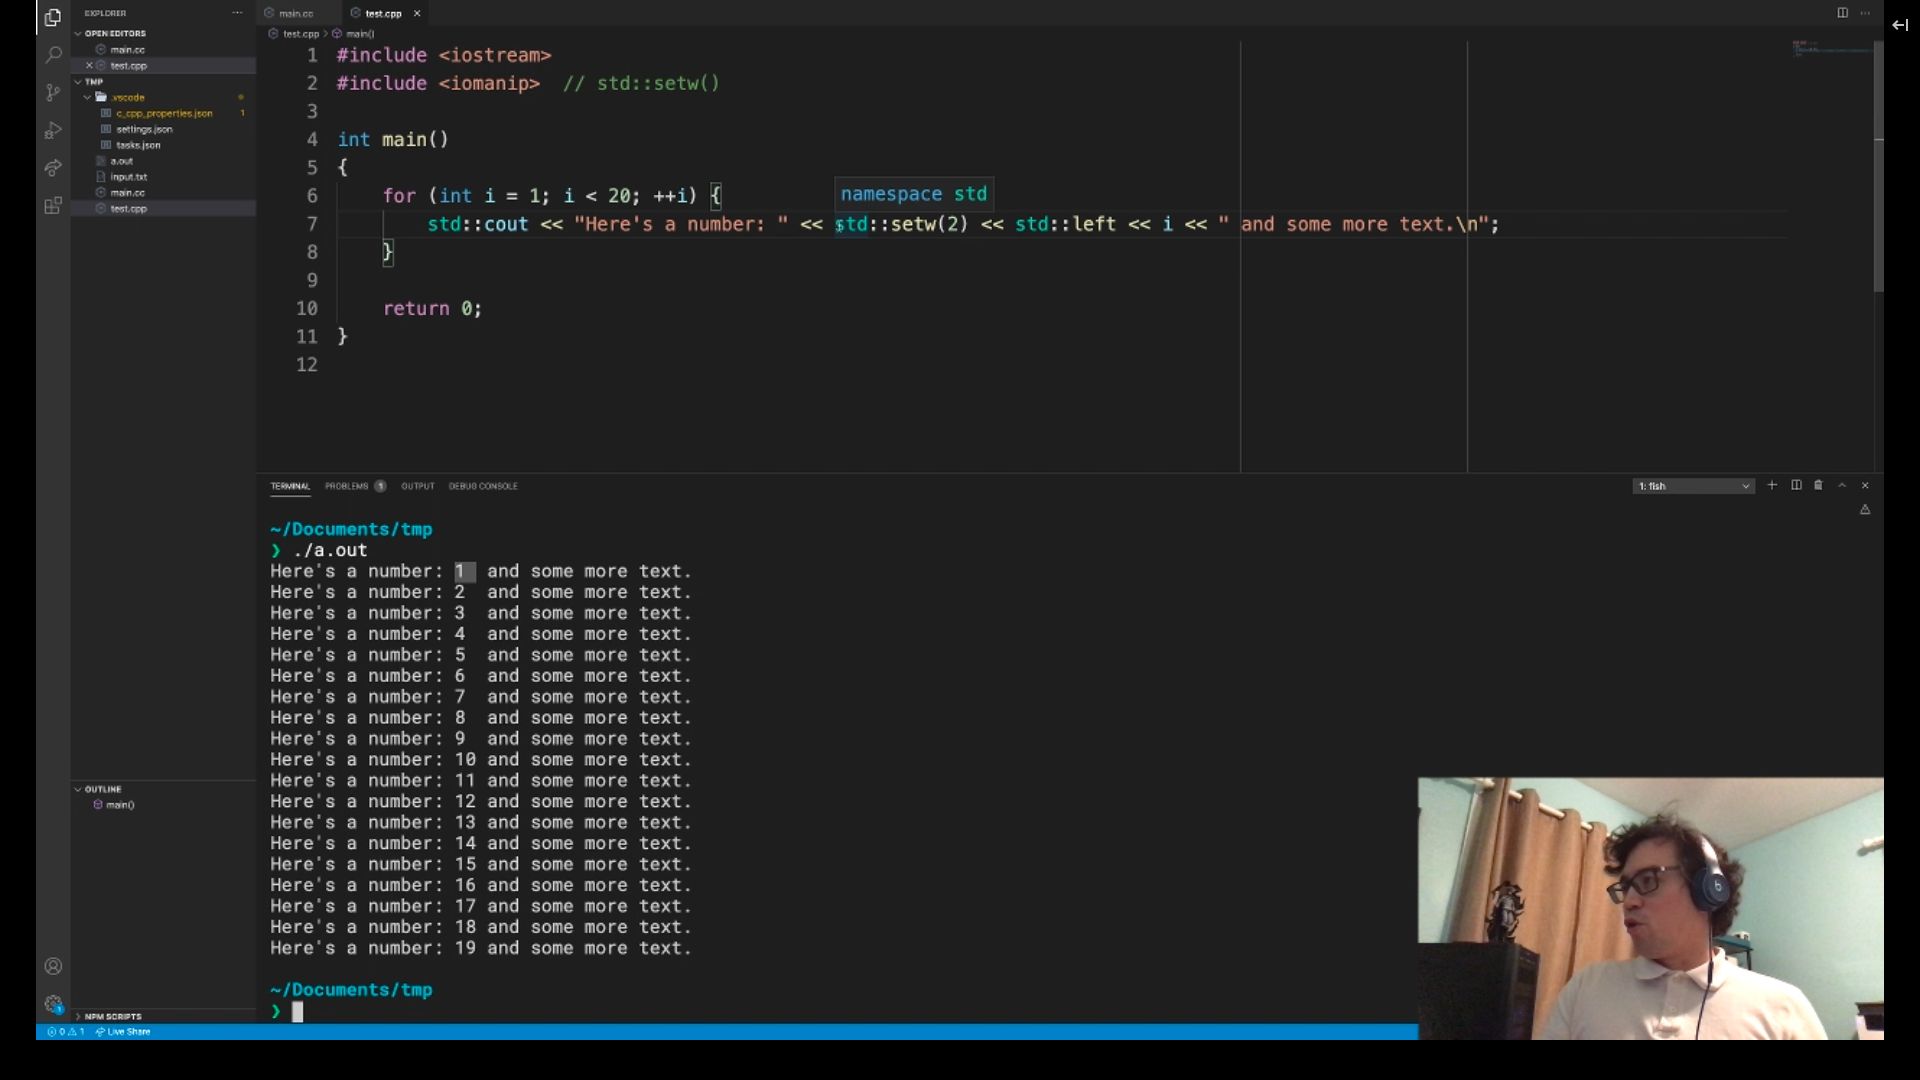 EXPLORER
OPEN EDITORS
main.cc
test.cpp
TMP
.vscode
c_cpp_properties.json 1
settings.json
tasks.json
a.out
input.txt
main.cc
test.cpp
OUTLINE
main()
NPM SCRIPTS
0 1 Live Share
1
main.cc test.cpp
test.cpp > main()
1 #include <iostream>
2 #include <iomanip>  // std::setw()
3
4 int main()
5 {
6     for (int i = 1; i < 20; ++i) {
namespace std
7         std::cout << "Here's a number: " << std::setw(2) << std::left << i << " and some more text.\n";
8     }
9
10     return 0;
11 }
12
TERMINAL PROBLEMS 1 OUTPUT DEBUG CONSOLE 1: fish
~/Documents/tmp
❯ ./a.out
Here's a number: 1  and some more text.
Here's a number: 2  and some more text.
Here's a number: 3  and some more text.
Here's a number: 4  and some more text.
Here's a number: 5  and some more text.
Here's a number: 6  and some more text.
Here's a number: 7  and some more text.
Here's a number: 8  and some more text.
Here's a number: 9  and some more text.
Here's a number: 10 and some more text.
Here's a number: 11 and some more text.
Here's a number: 12 and some more text.
Here's a number: 13 and some more text.
Here's a number: 14 and some more text.
Here's a number: 15 and some more text.
Here's a number: 16 and some more text.
Here's a number: 17 and some more text.
Here's a number: 18 and some more text.
Here's a number: 19 and some more text.
~/Documents/tmp
❯